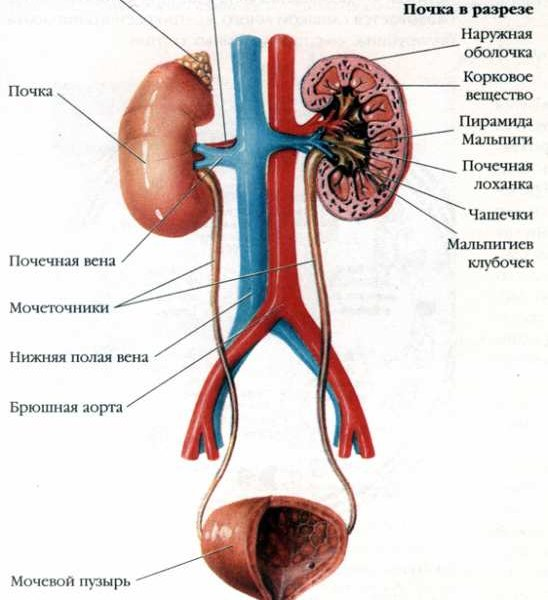 Почка в разрезе
Наружная
оболочка
Корковое
вещество
Пирамида
Мальпиги
Почечная
лоханка
Чашечки
Мальпигиев
клубочек
Почка
Почечная вена
Мочеточники
Нижняя полая вена
Брюшная аорта
Мочевой пузырь